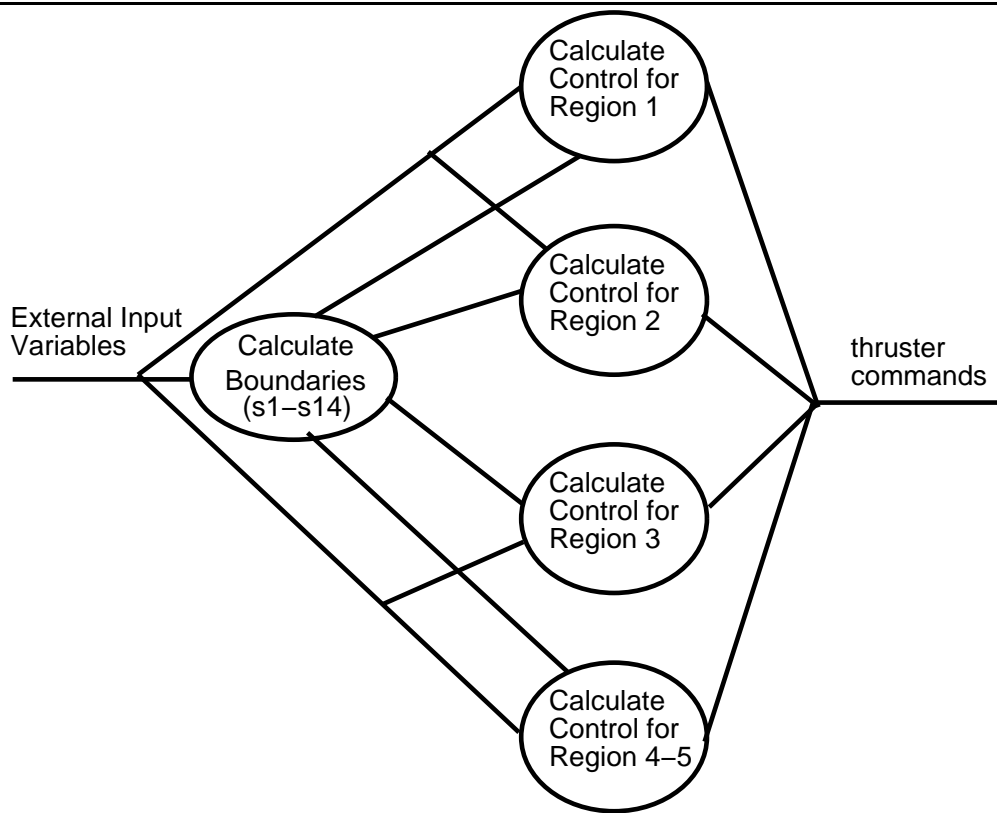 Calculate
Control for
Region 1
Calculate
Control for
Region 2
External Input
Variables
Calculate
Boundaries
(s1−s14)
thruster
commands
Calculate
Control for
Region 3
Calculate
Control for
Region 4−5